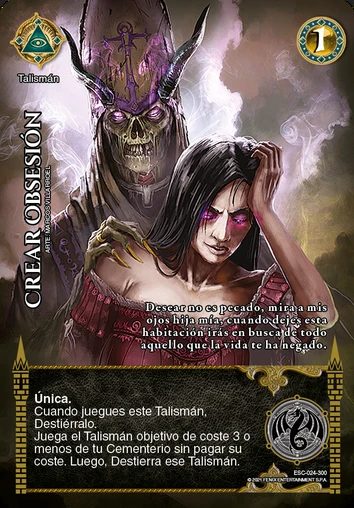 1
Talismán
CREAR OBSESIÓN
ARTE: MARCOS VILLARROEL
Desear no es pecado, mira a mis
ojos hija mía, cuando dejes esta
habitación irás en busca de todo
aquello que la vida te ha negado.
Única.
Cuando juegues este Talismán,
Destiérralo.
Juega el Talismán objetivo de coste 3 o
menos de tu Cementerio sin pagar su
coste. Luego, Destierra ese Talismán.
ESC-024-300
© 2021 FENIX ENTERTAINMENT S.P.A.